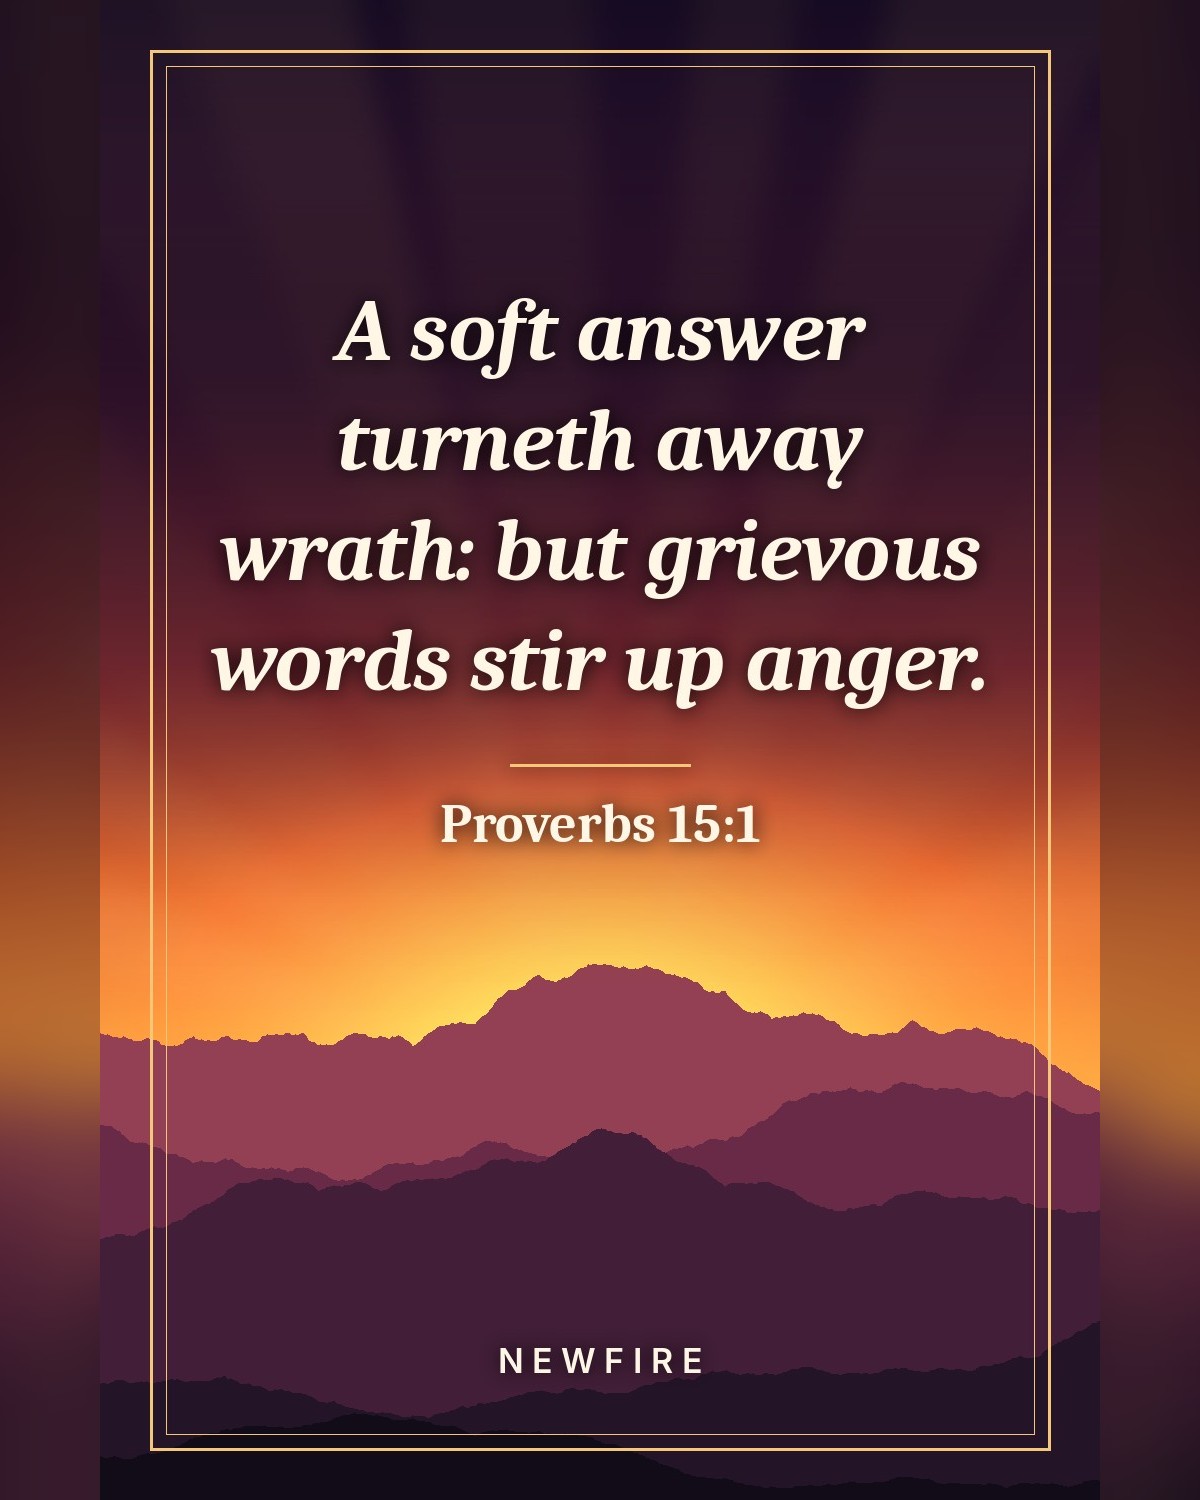 A soft answer
turneth away
wrath: but grievous
words stir up anger.
Proverbs 15:1
NEWFIRE